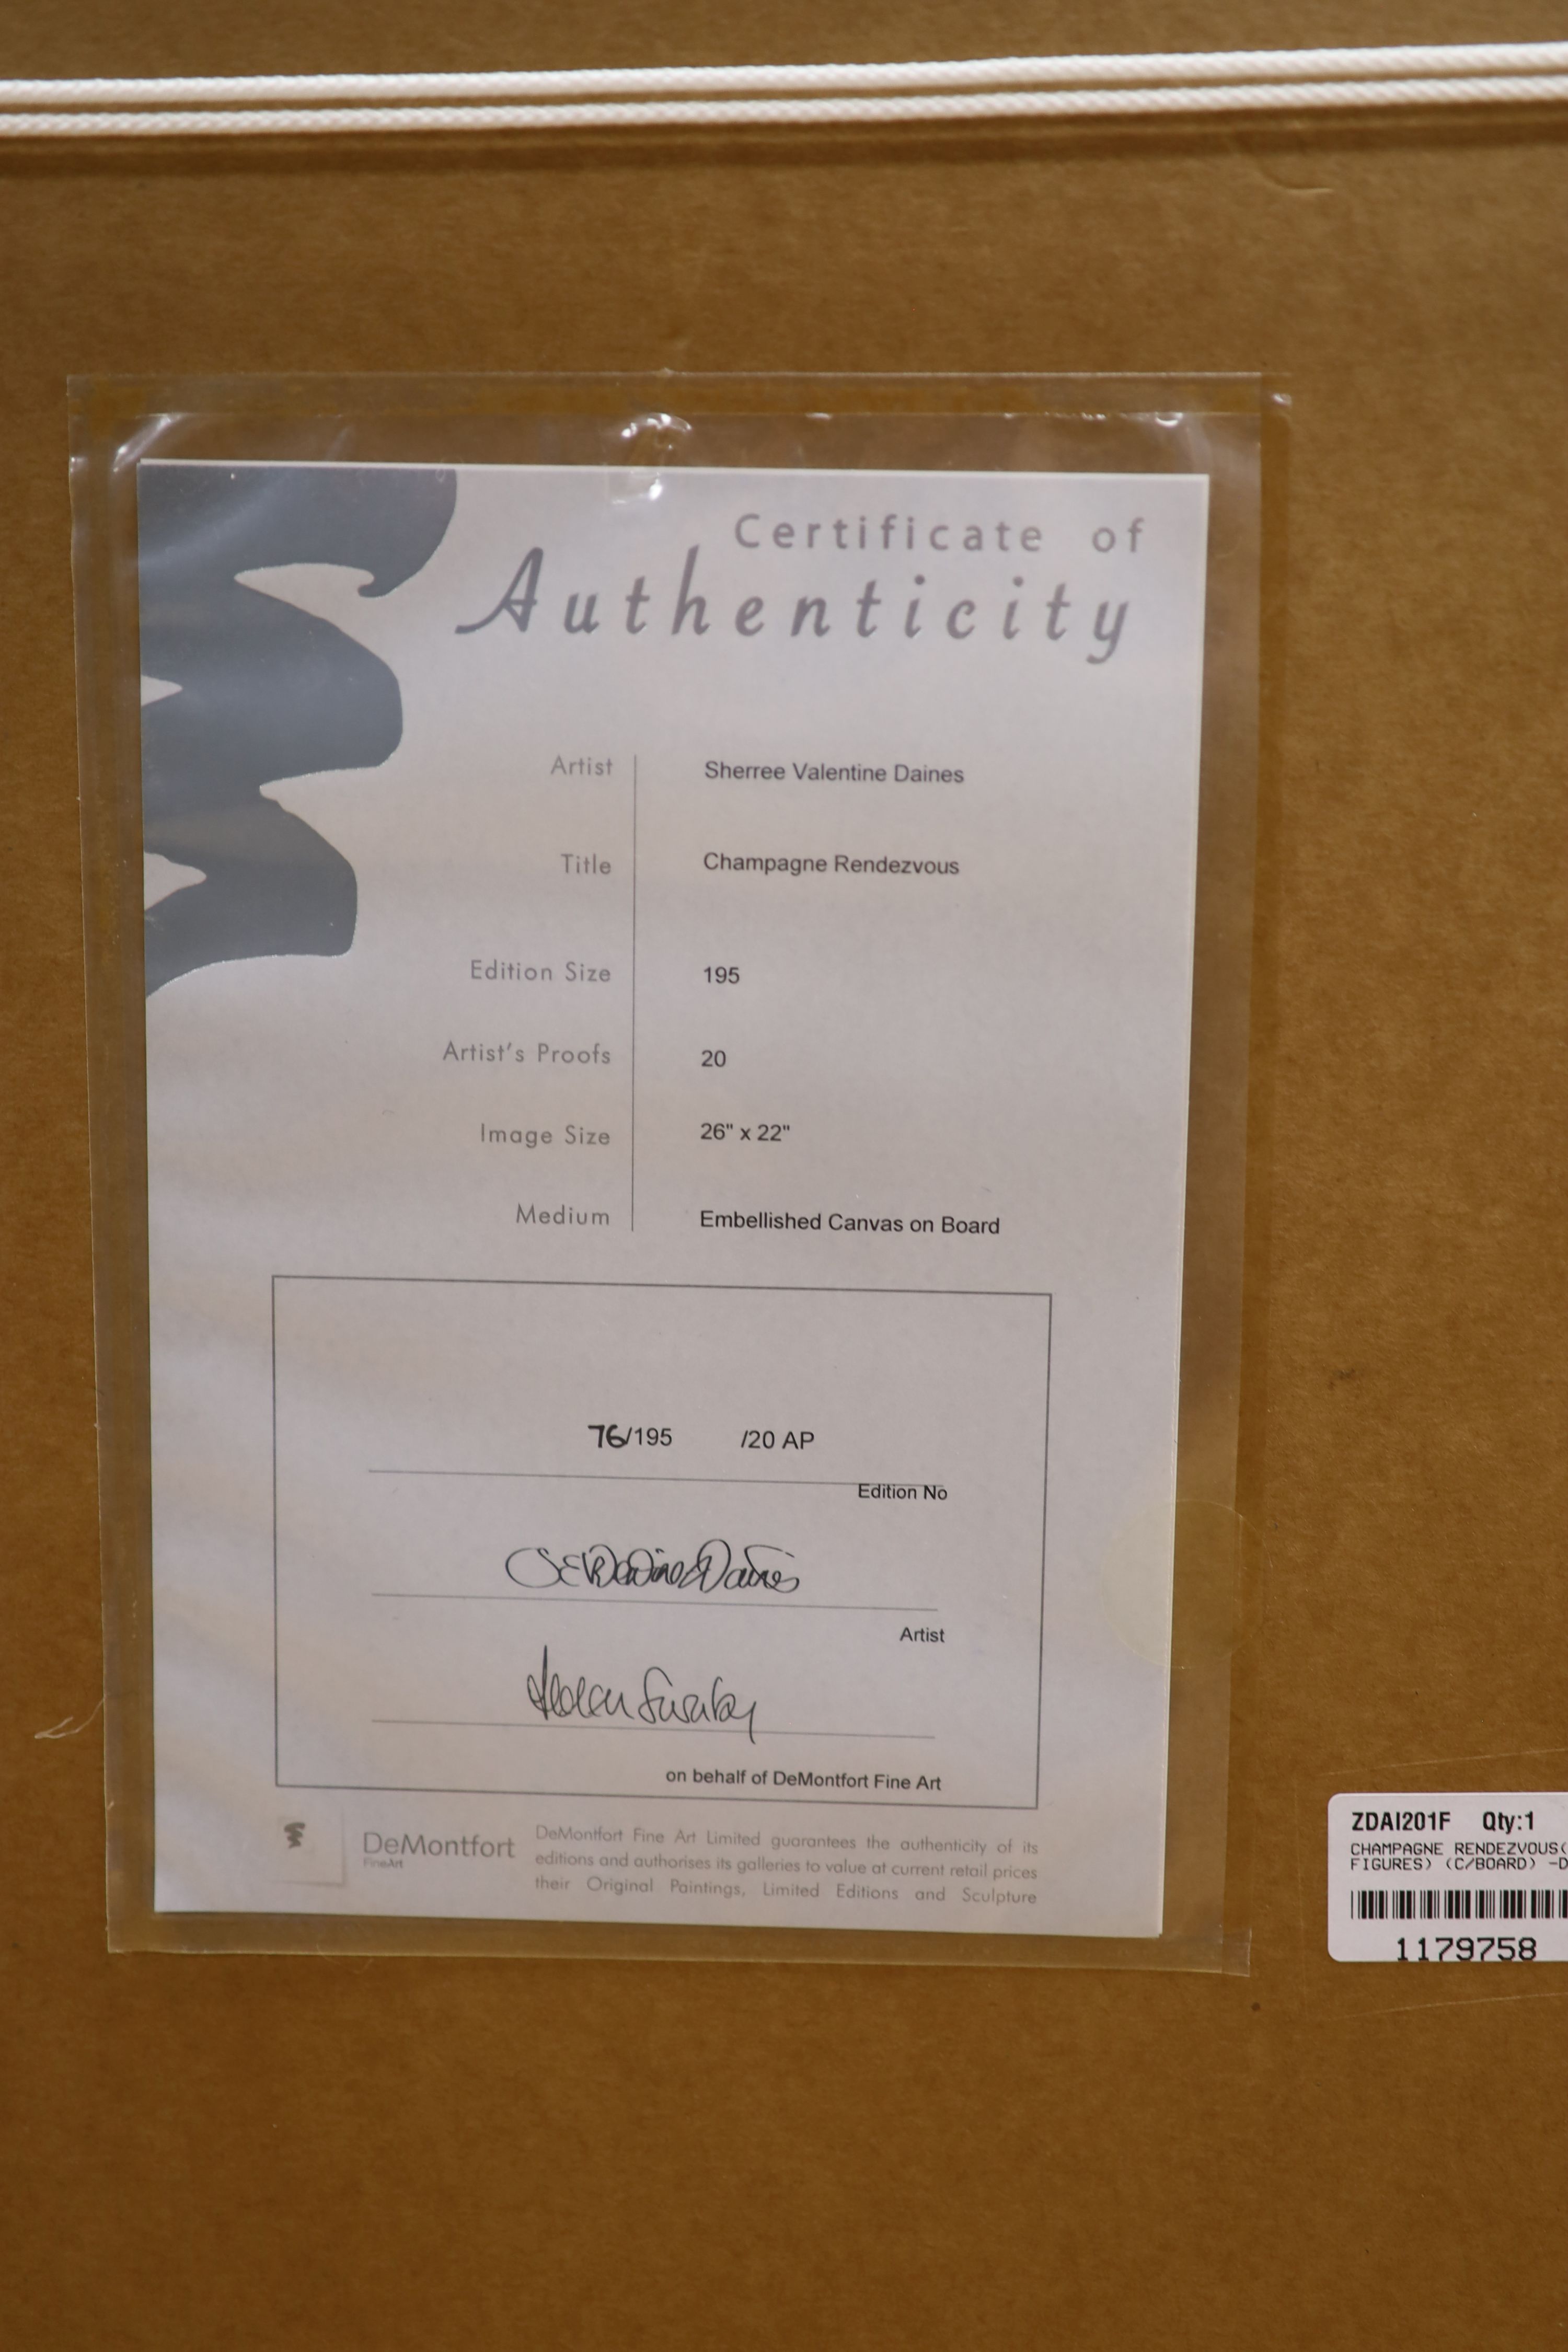 Certificate of
Authenticity
Artist Sherree Valentine Daines
Title Champagne Rendezvous
Edition Size 195
Artist's Proofs 20
Image Size 26" x 22"
Medium Embellished Canvas on Board
76/195 /20 AP
Edition No
Artist
on behalf of DeMontfort Fine Art
DeMontfort
FineArt
DeMontfort Fine Art Limited guarantees the authenticity of its
editions and authorises its galleries to value at current retail prices
their Original Paintings, Limited Editions and Sculpture
ZDAI201F Qty:1
CHAMPAGNE RENDEZVOUS(
FIGURES) (C/BOARD) -D
1179758